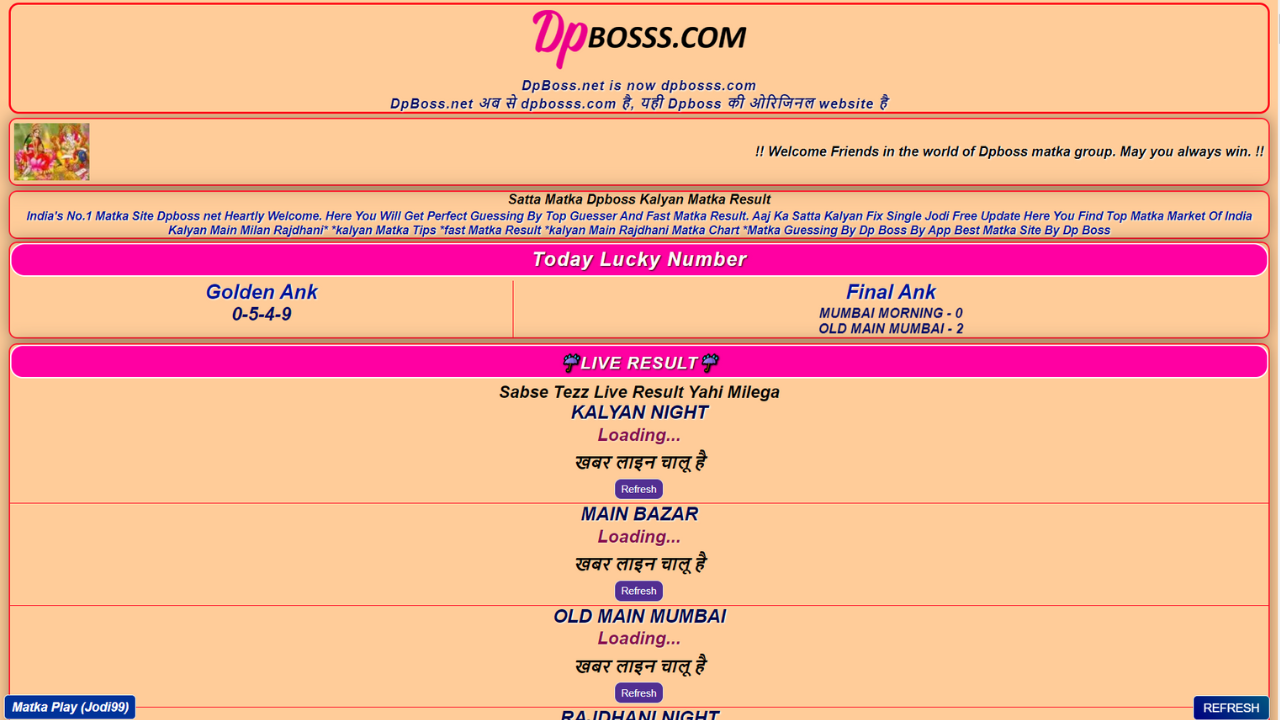 DpBOSSS.COM
DpBoss.net is now dpbosss.com
DpBoss.net अब से dpbosss.com है, यही Dpboss की ओरिजिनल website है
!! Welcome Friends in the world of Dpboss matka group. May you always win. !!
Satta Matka Dpboss Kalyan Matka Result
India's No.1 Matka Site Dpboss net Heartly Welcome. Here You Will Get Perfect Guessing By Top Guesser And Fast Matka Result. Aaj Ka Satta Kalyan Fix Single Jodi Free Update Here You Find Top Matka Market Of India
Kalyan Main Milan Rajdhani* *kalyan Matka Tips *fast Matka Result *kalyan Main Rajdhani Matka Chart *Matka Guessing By Dp Boss By App Best Matka Site By Dp Boss
Today Lucky Number
Golden Ank
0-5-4-9
Final Ank
MUMBAI MORNING - 0
OLD MAIN MUMBAI - 2
☔LIVE RESULT☔
Sabse Tezz Live Result Yahi Milega
KALYAN NIGHT
Loading...
खबर लाइन चालू है
Refresh
MAIN BAZAR
Loading...
खबर लाइन चालू है
Refresh
OLD MAIN MUMBAI
Loading...
खबर लाइन चालू है
Refresh
RAJDHANI NIGHT
Matka Play (Jodi99)
REFRESH